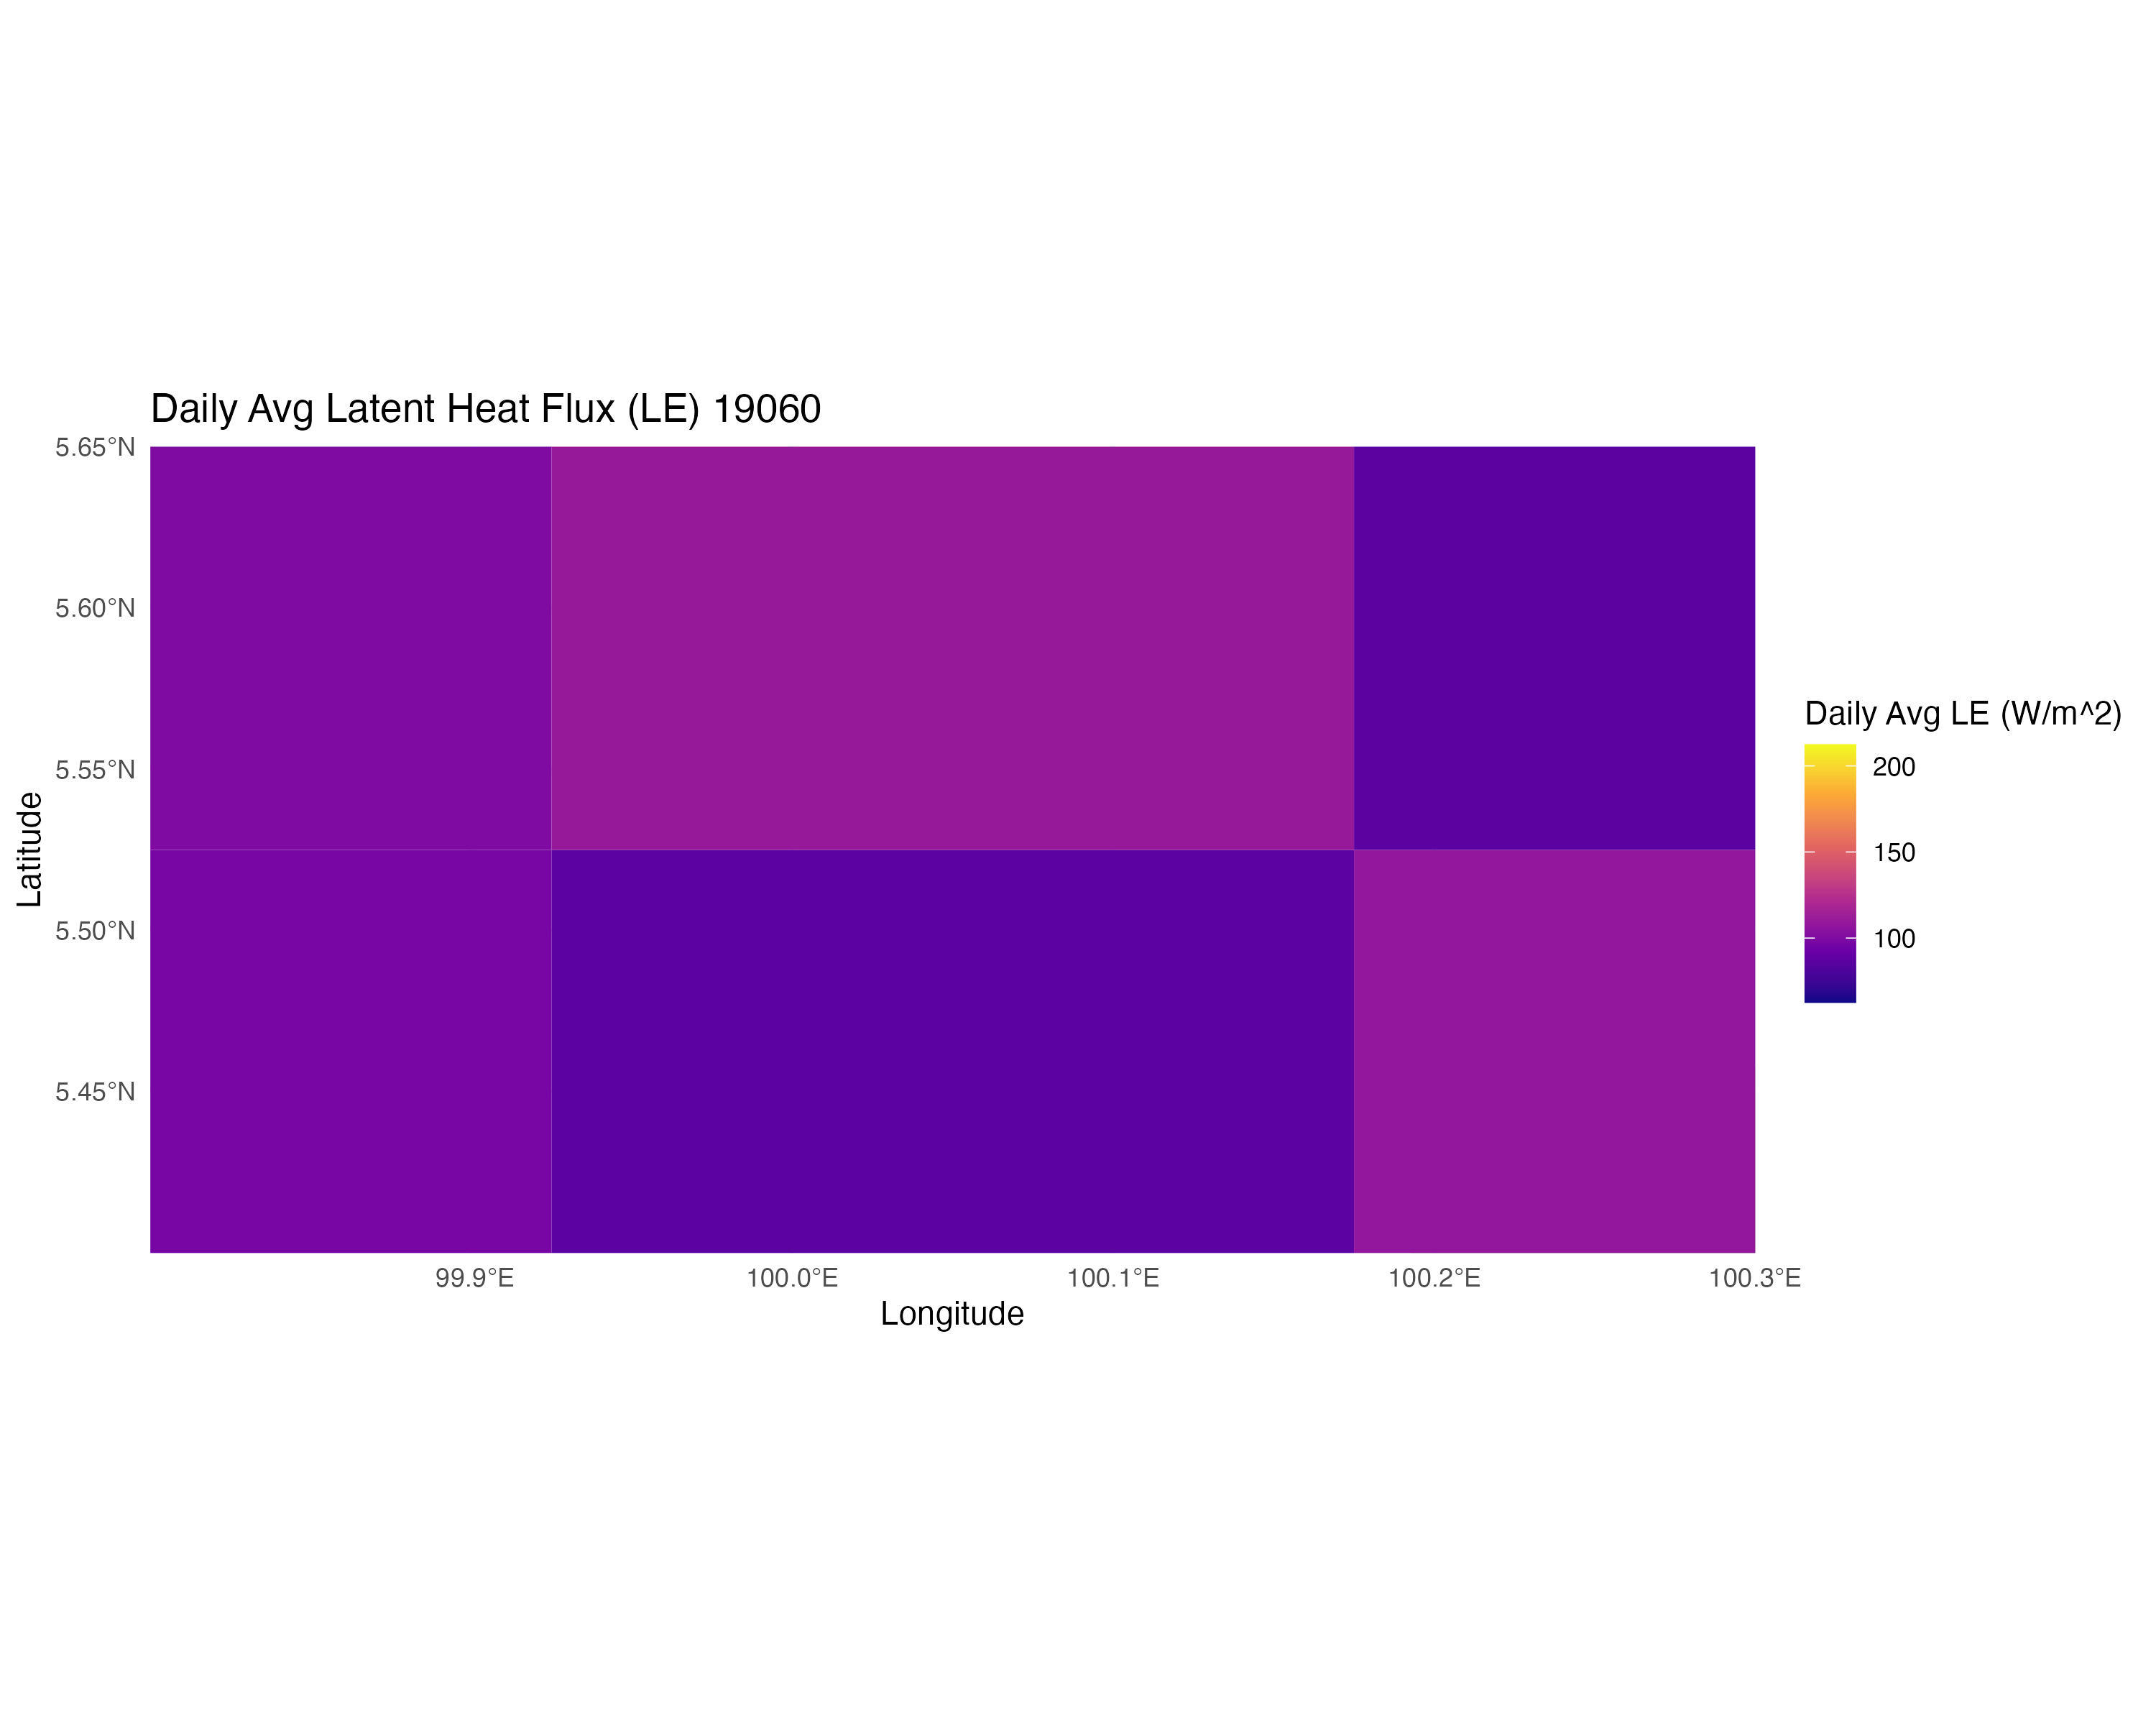 Daily Avg Latent Heat Flux (LE) 19060
5.65°N
5.60°N
5.55°N
5.50°N
5.45°N
Latitude
99.9°E
100.0°E
100.1°E
100.2°E
100.3°E
Longitude
Daily Avg LE (W/m^2)
200
150
100